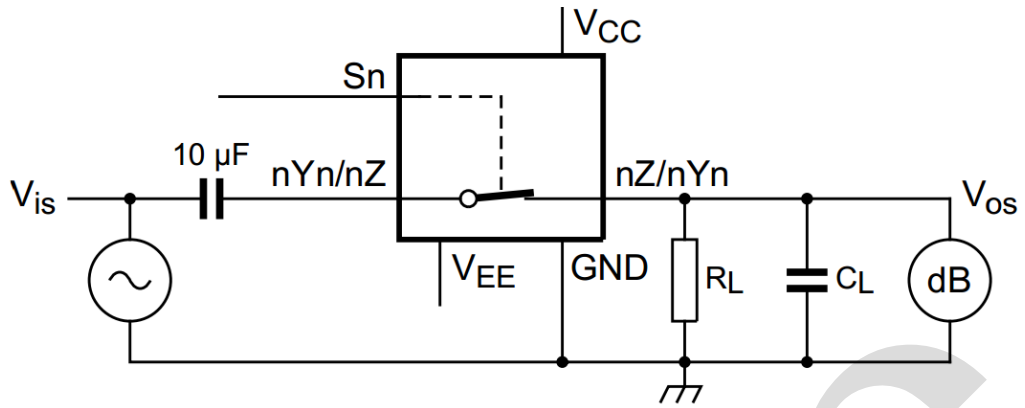 VCC
Sn
10 µF
nYn/nZ
nZ/nYn
Vis
Vos
VEE
GND
RL
CL
dB